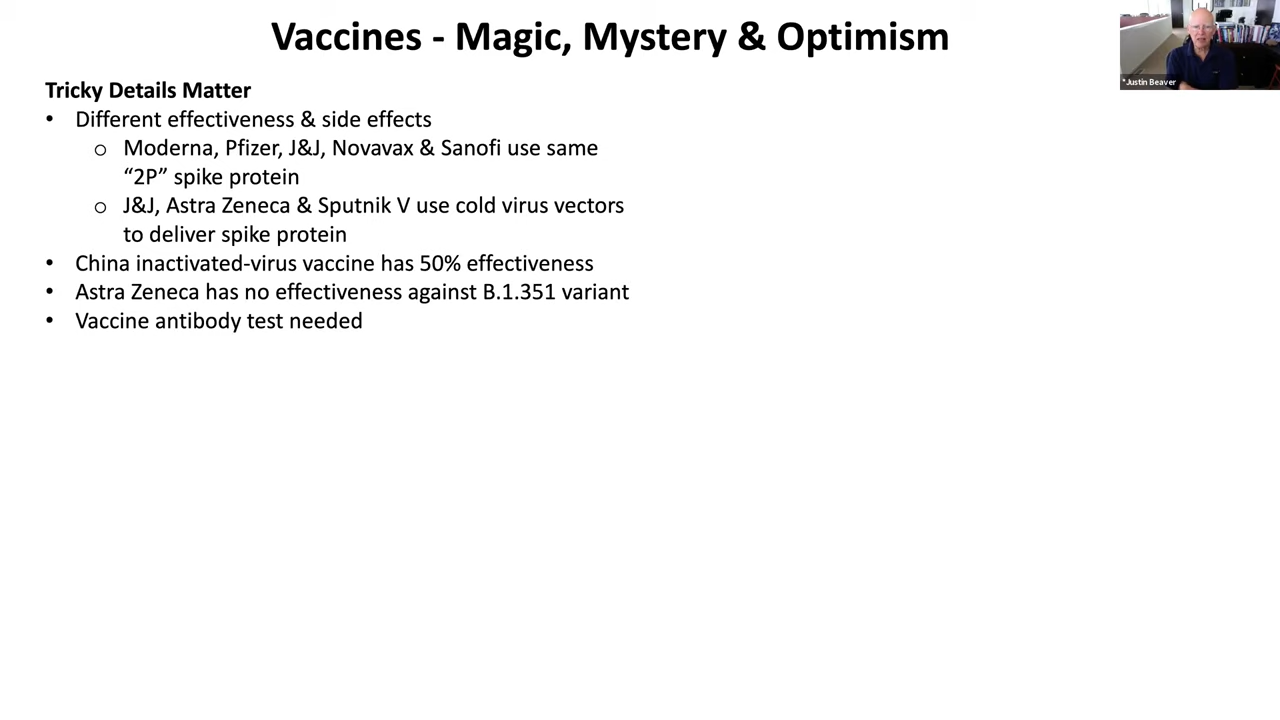 Vaccines - Magic, Mystery & Optimism
*Justin Beaver
Tricky Details Matter
• Different effectiveness & side effects
o Moderna, Pfizer, J&J, Novavax & Sanofi use same
“2P” spike protein
o J&J, Astra Zeneca & Sputnik V use cold virus vectors
to deliver spike protein
• China inactivated-virus vaccine has 50% effectiveness
• Astra Zeneca has no effectiveness against B.1.351 variant
• Vaccine antibody test needed